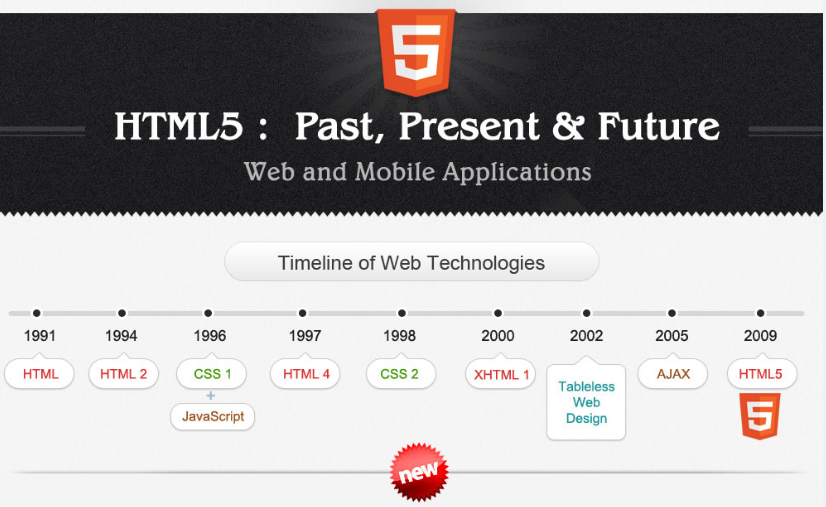 5
HTML5 : Past, Present & Future
Web and Mobile Applications
Timeline of Web Technologies
1991 1994 1996 1997 1998 2000 2002 2005 2009
HTML HTML 2 CSS 1 HTML 4 CSS 2 XHTML 1 Tableless AJAX HTML5
+ Web 5
JavaScript Design
new